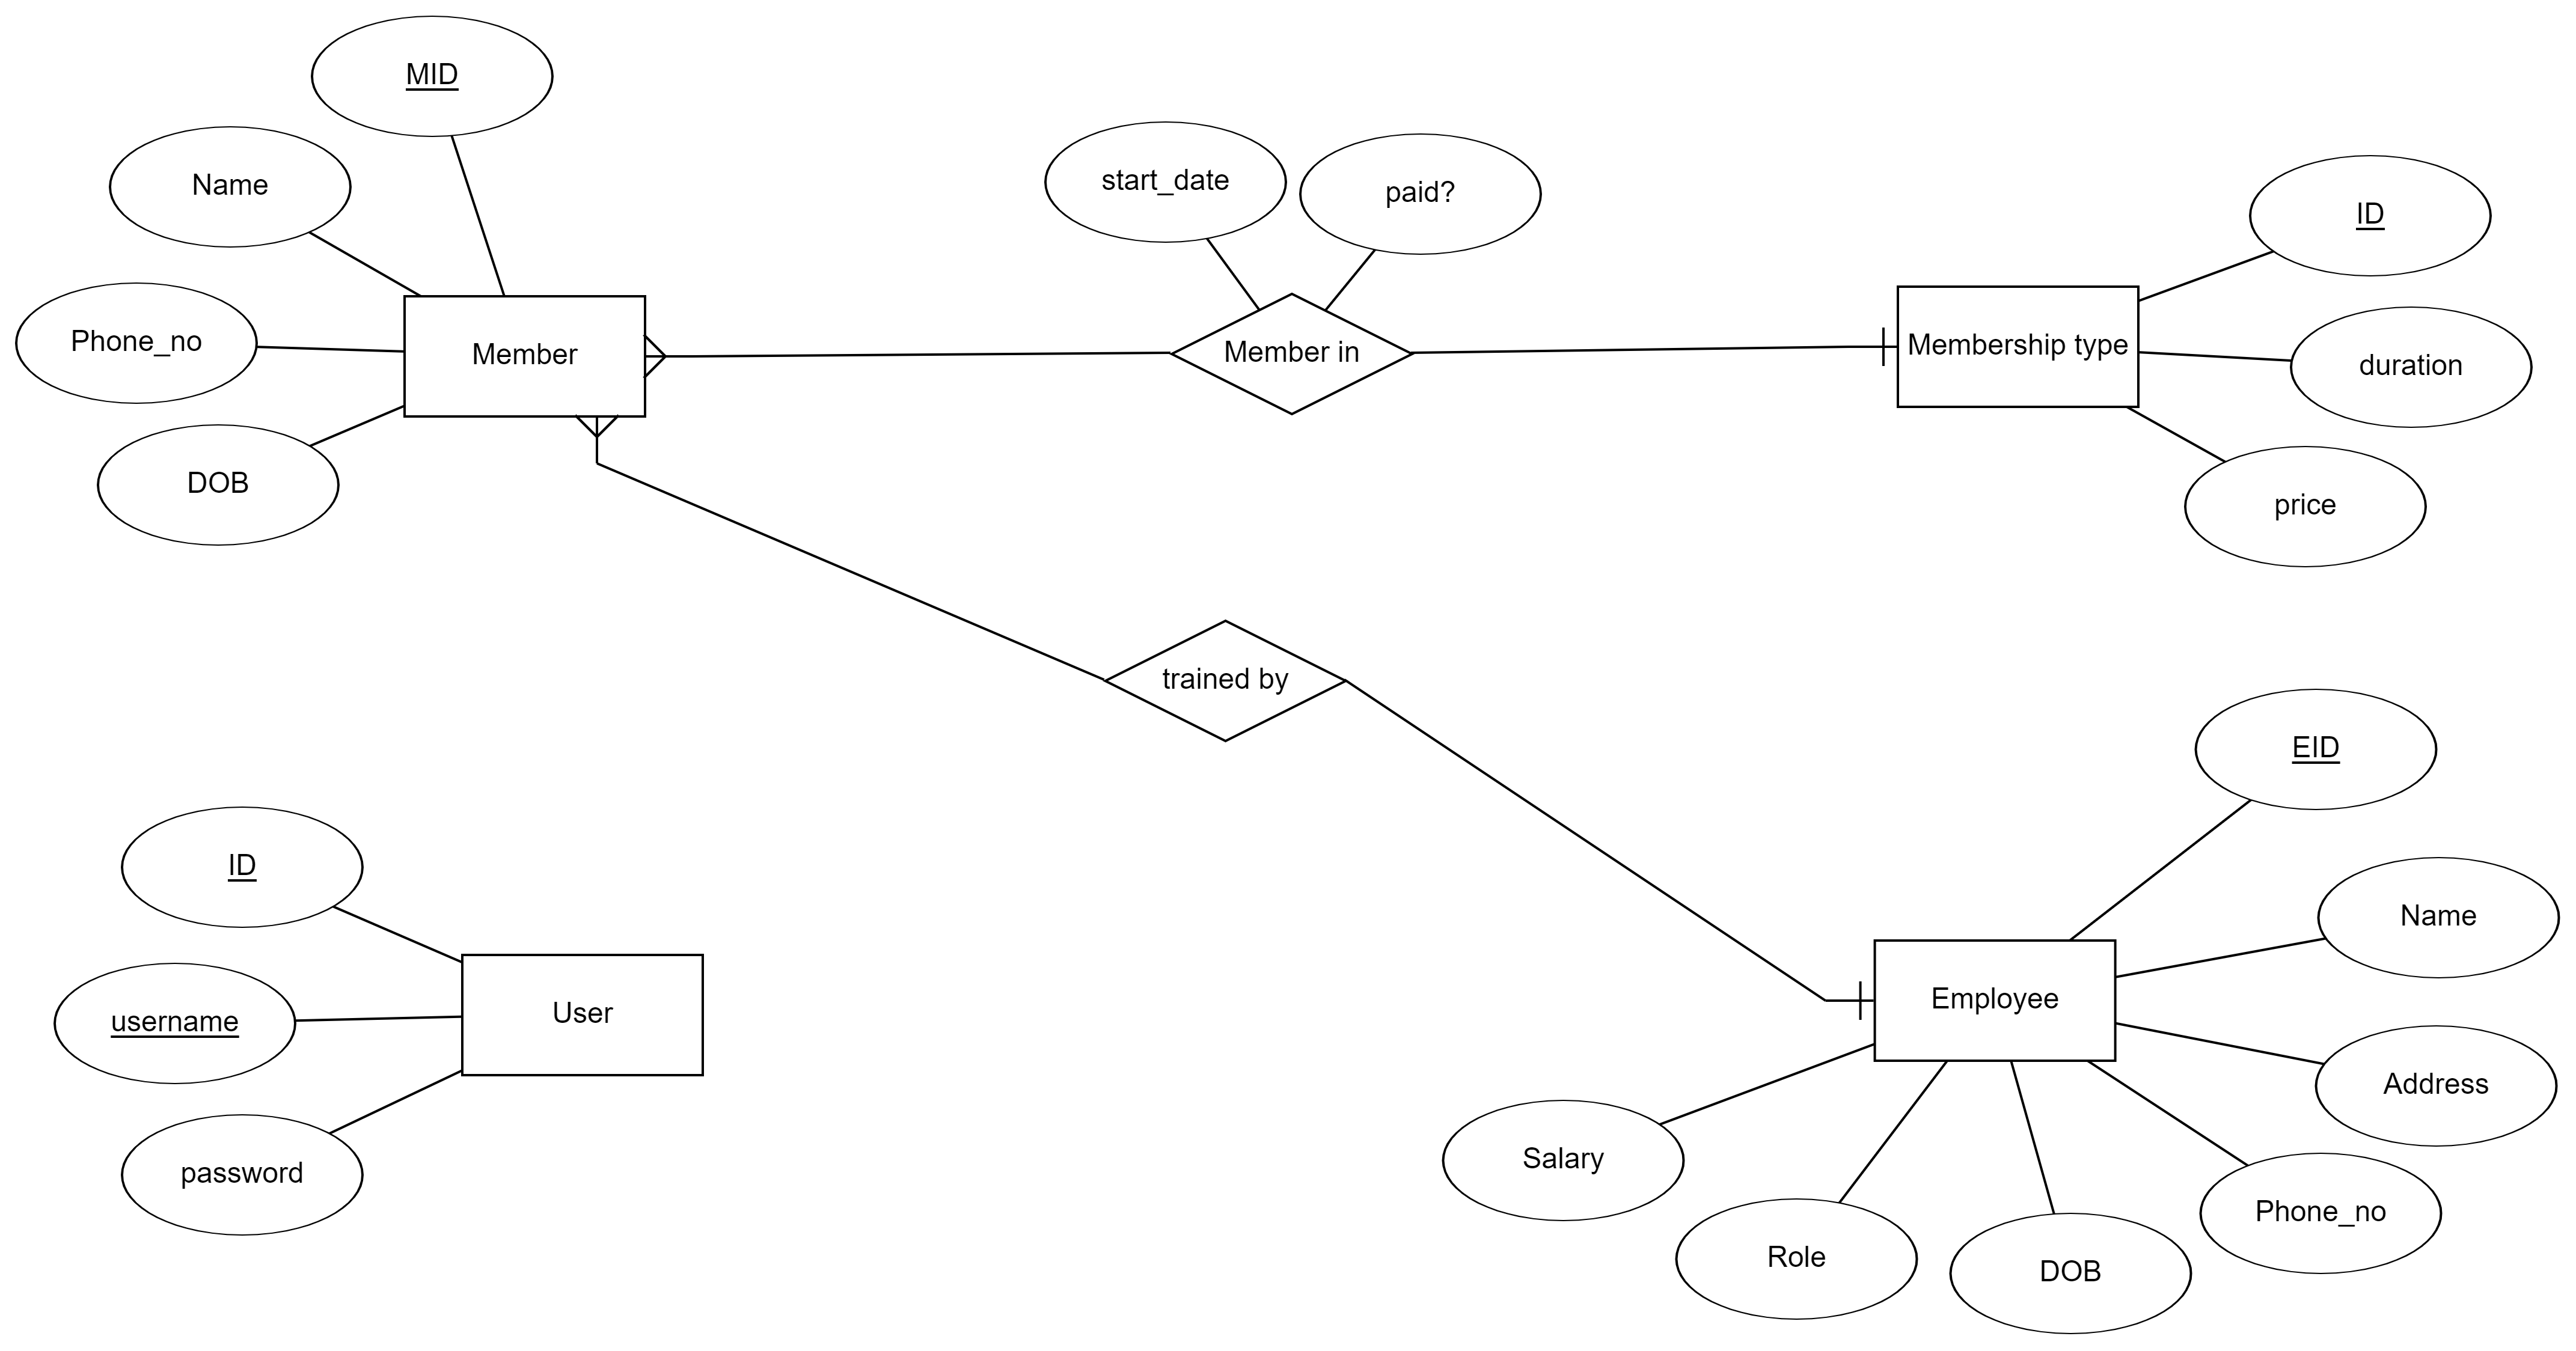 MID
Name
Phone_no
DOB
Member
start_date
paid?
Member in
Membership type
ID
duration
price
trained by
ID
username
password
User
EID
Name
Address
Phone_no
DOB
Role
Salary
Employee